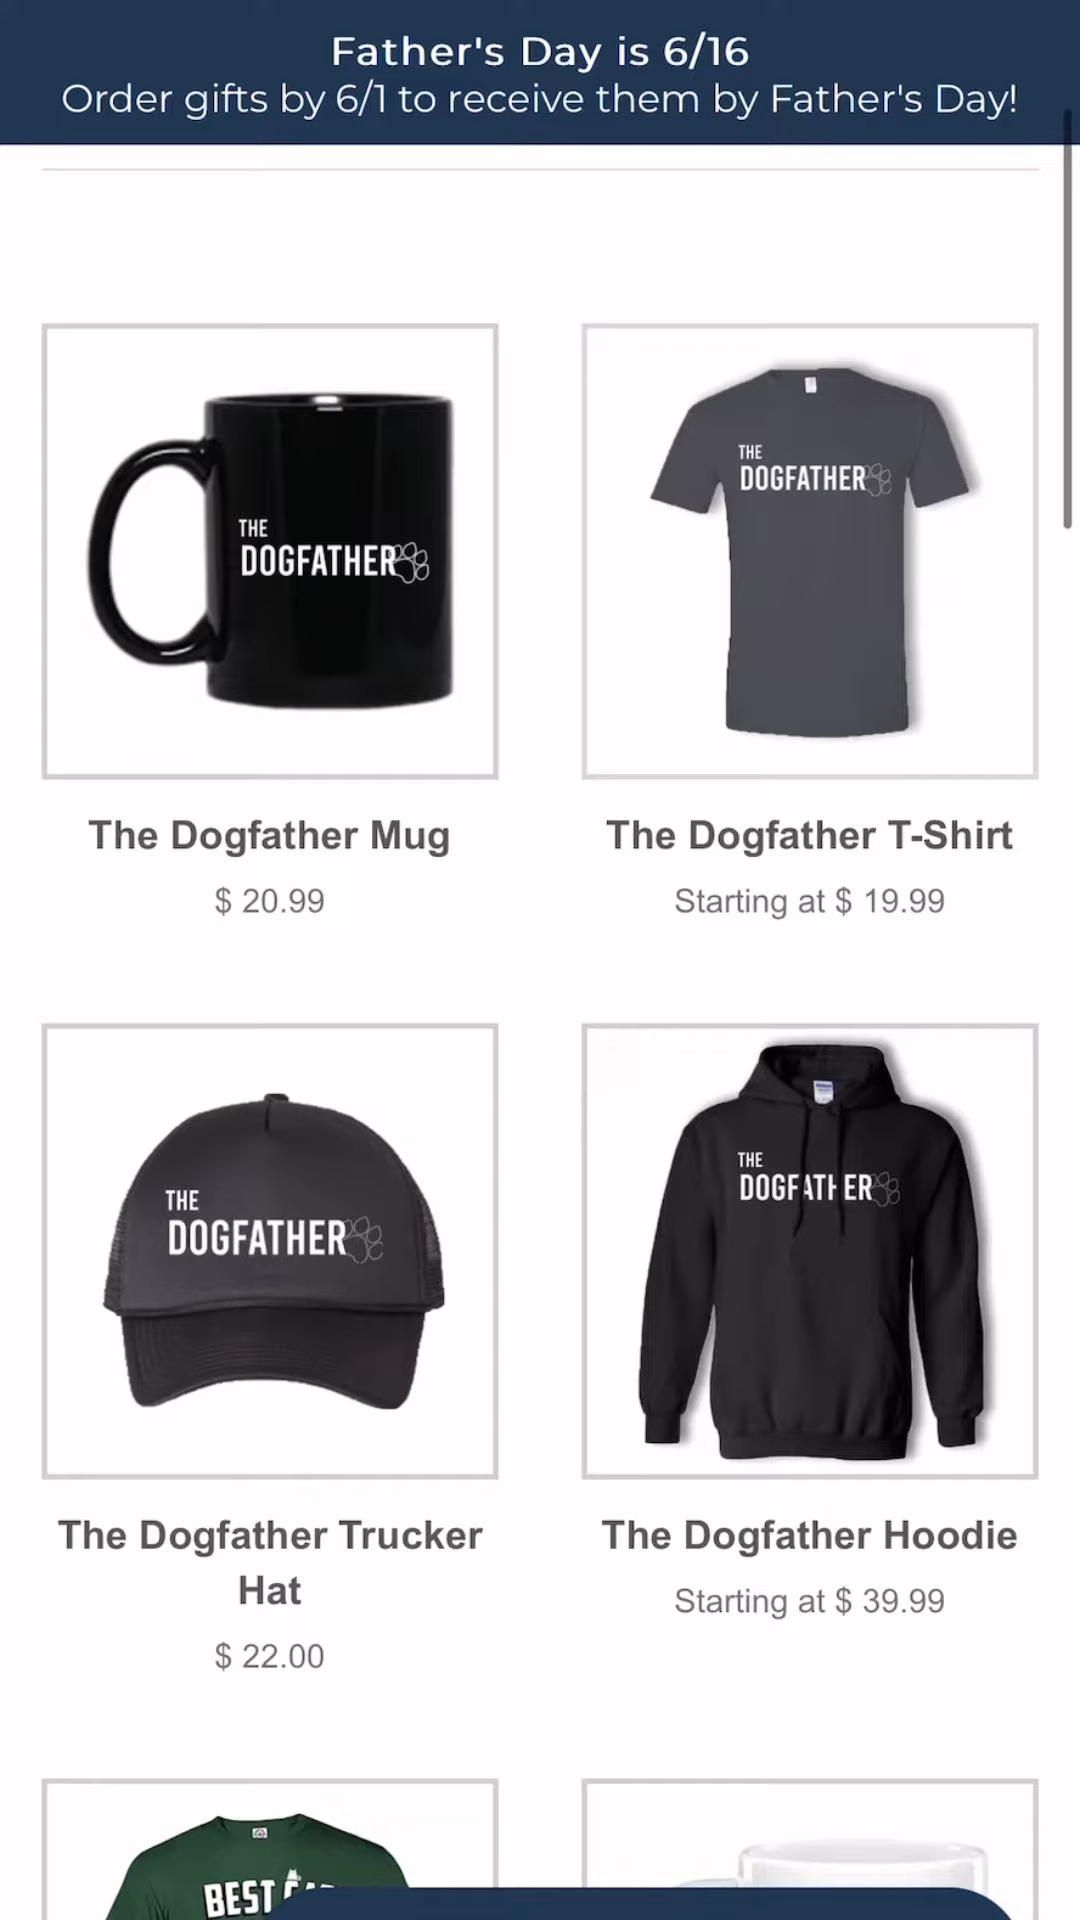 Father's Day is 6/16
Order gifts by 6/1 to receive them by Father's Day!
THE
DOGFATHER
THE
DOGFATHER
The Dogfather Mug
$ 20.99
The Dogfather T-Shirt
Starting at $ 19.99
THE
DOGFATHER
THE
DOGFATHER
The Dogfather Trucker
Hat
$ 22.00
The Dogfather Hoodie
Starting at $ 39.99
BEST